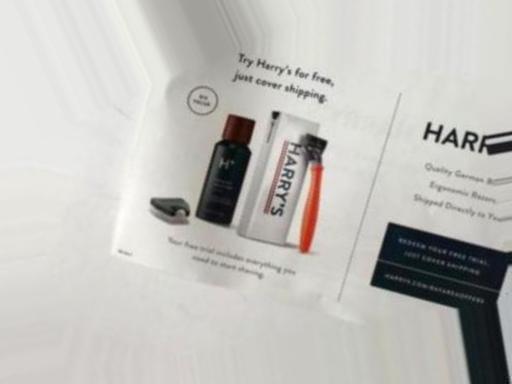 Try Harry's for free,
just cover shipping.
VALUE
H'
HARRY'S
Your free trial includes everything you
need to start shaving.
HARR
Quality German
Ergonomic Razors.
Shipped Directly to You
REDEEM YOUR FREE TRIAL,
JUST COVER SHIPPING